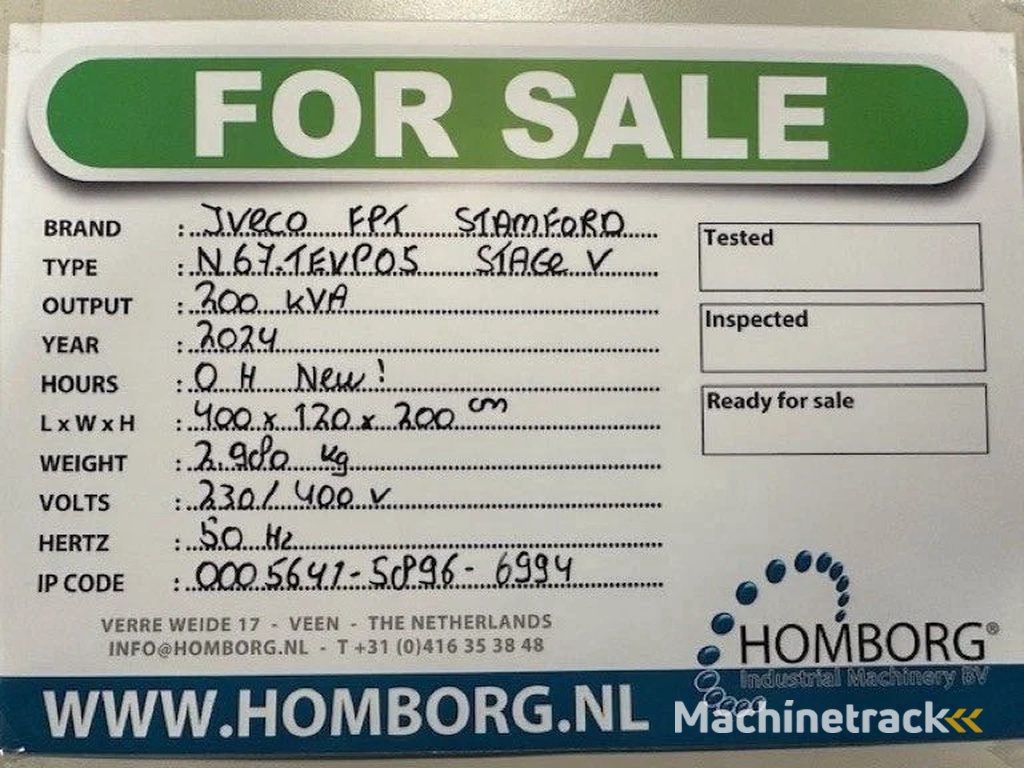 FOR SALE
BRAND : Iveco FPT STAMFORD
TYPE : N67.TEVP05 STAGE V
OUTPUT : 200 kVA
YEAR : 2024
HOURS : 0 H New!
L x W x H : 400 x 120 x 200 cm
WEIGHT : 2.980 kg
VOLTS : 230/400 V
HERTZ : 50 Hz
IP CODE : 0005641-5896-6994
Tested
Inspected
Ready for sale
VERRE WEIDE 17 - VEEN - THE NETHERLANDS
INFO@HOMBORG.NL - T +31 (0)416 35 38 48
HOMBORG®
Industrial Machinery BV
WWW.HOMBORG.NL
Machinetrack